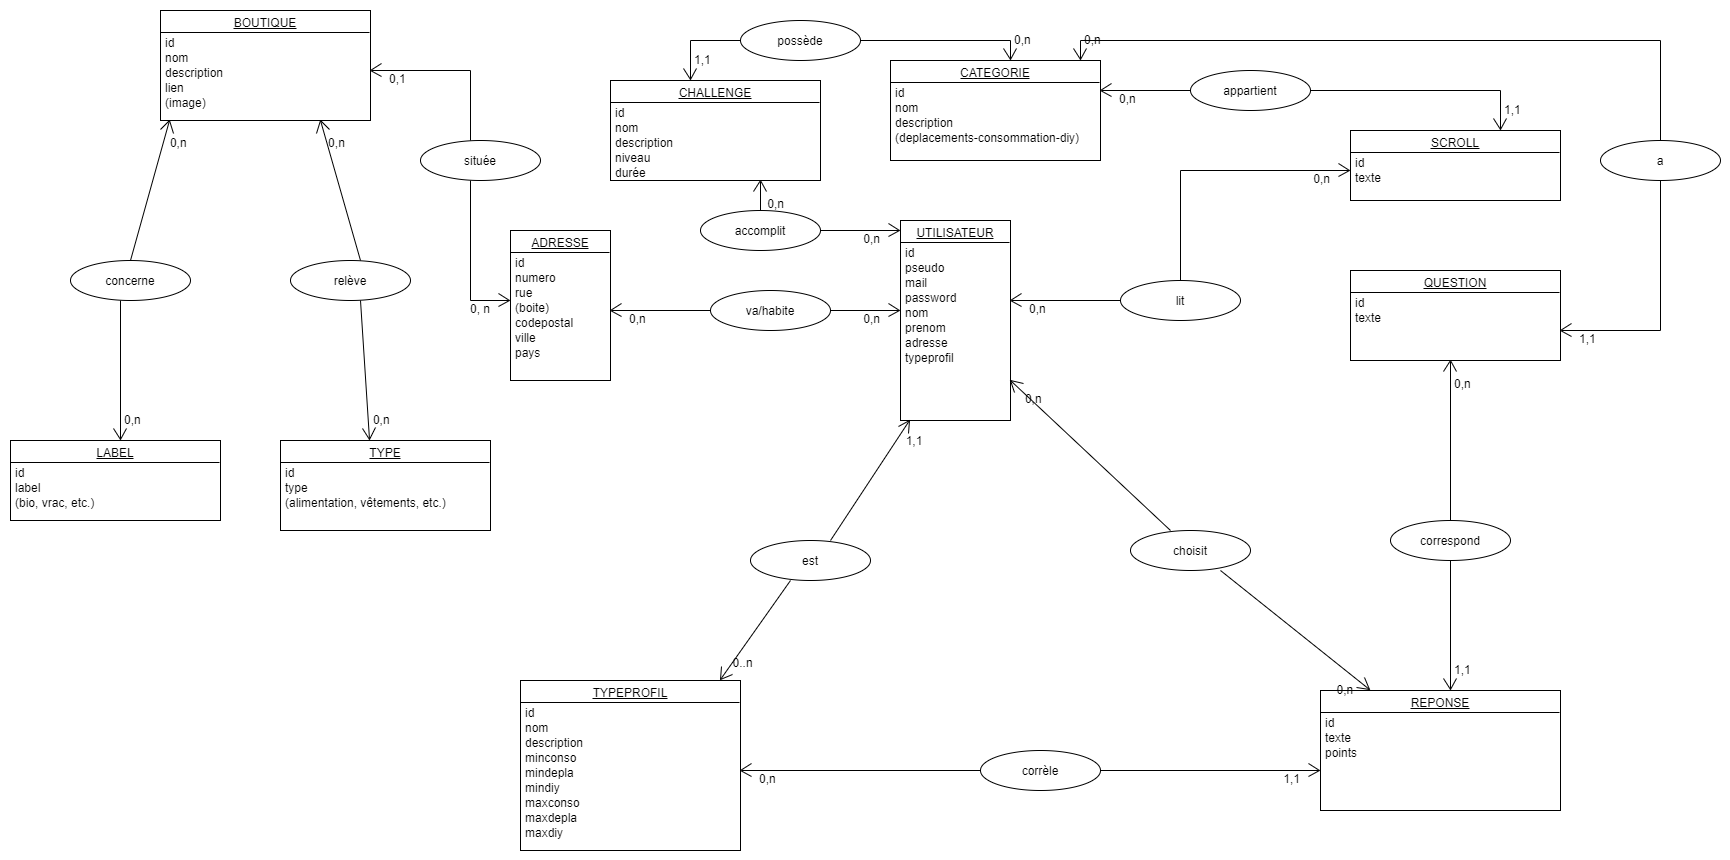 BOUTIQUE
id
nom
description
lien
(image)
0,1
0,n
0,n
située
0, n
concerne
relève
0,n
0,n
LABEL
id
label
(bio, vrac, etc.)
TYPE
id
type
(alimentation, vêtements, etc.)
ADRESSE
id
numero
rue
(boite)
codepostal
ville
pays
possède
1,1
0,n
CHALLENGE
id
nom
description
niveau
durée
0,n
accomplit
0,n
va/habite
0,n
0,n
CATEGORIE
id
nom
description
(deplacements-consommation-diy)
0,n
0,n
appartient
1,1
SCROLL
id
texte
0,n
a
1,1
UTILISATEUR
id
pseudo
mail
password
nom
prenom
adresse
typeprofil
0,n
lit
QUESTION
id
texte
0,n
0,n
1,1
est
choisit
correspond
0..n
0,n
1,1
TYPEPROFIL
id
nom
description
minconso
mindepla
mindiy
maxconso
maxdepla
maxdiy
0,n
corrèle
1,1
REPONSE
id
texte
points